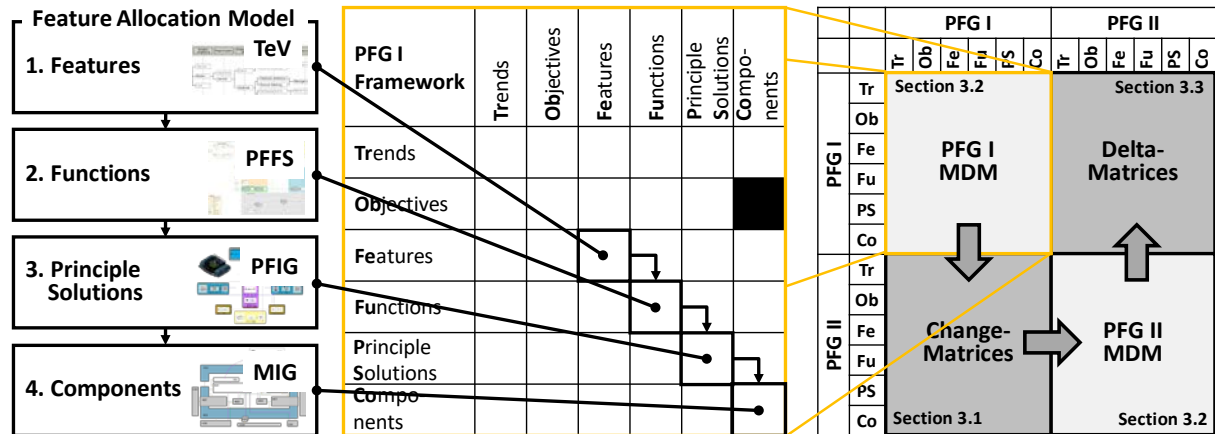 Feature Allocation Model
1. Features
TeV
2. Functions
PFFS
3. Principle
Solutions
PFIG
4. Components
MIG
PFG I
Framework
Trends
Objectives
Features
Functions
Principle
Solutions
Compo-
nents
Trends
Objectives
Features
Functions
Principle
Solutions
Compo
nents
PFG I
PFG II
Tr
Ob
Fe
Fu
PS
Co
Tr
Ob
Fe
Fu
PS
Co
PFG I
Tr
Ob
Fe
Fu
PS
Co
PFG II
Tr
Ob
Fe
Fu
PS
Co
Section 3.2
PFG I
MDM
Section 3.3
Delta-
Matrices
Change-
Matrices
Section 3.1
PFG II
MDM
Section 3.2